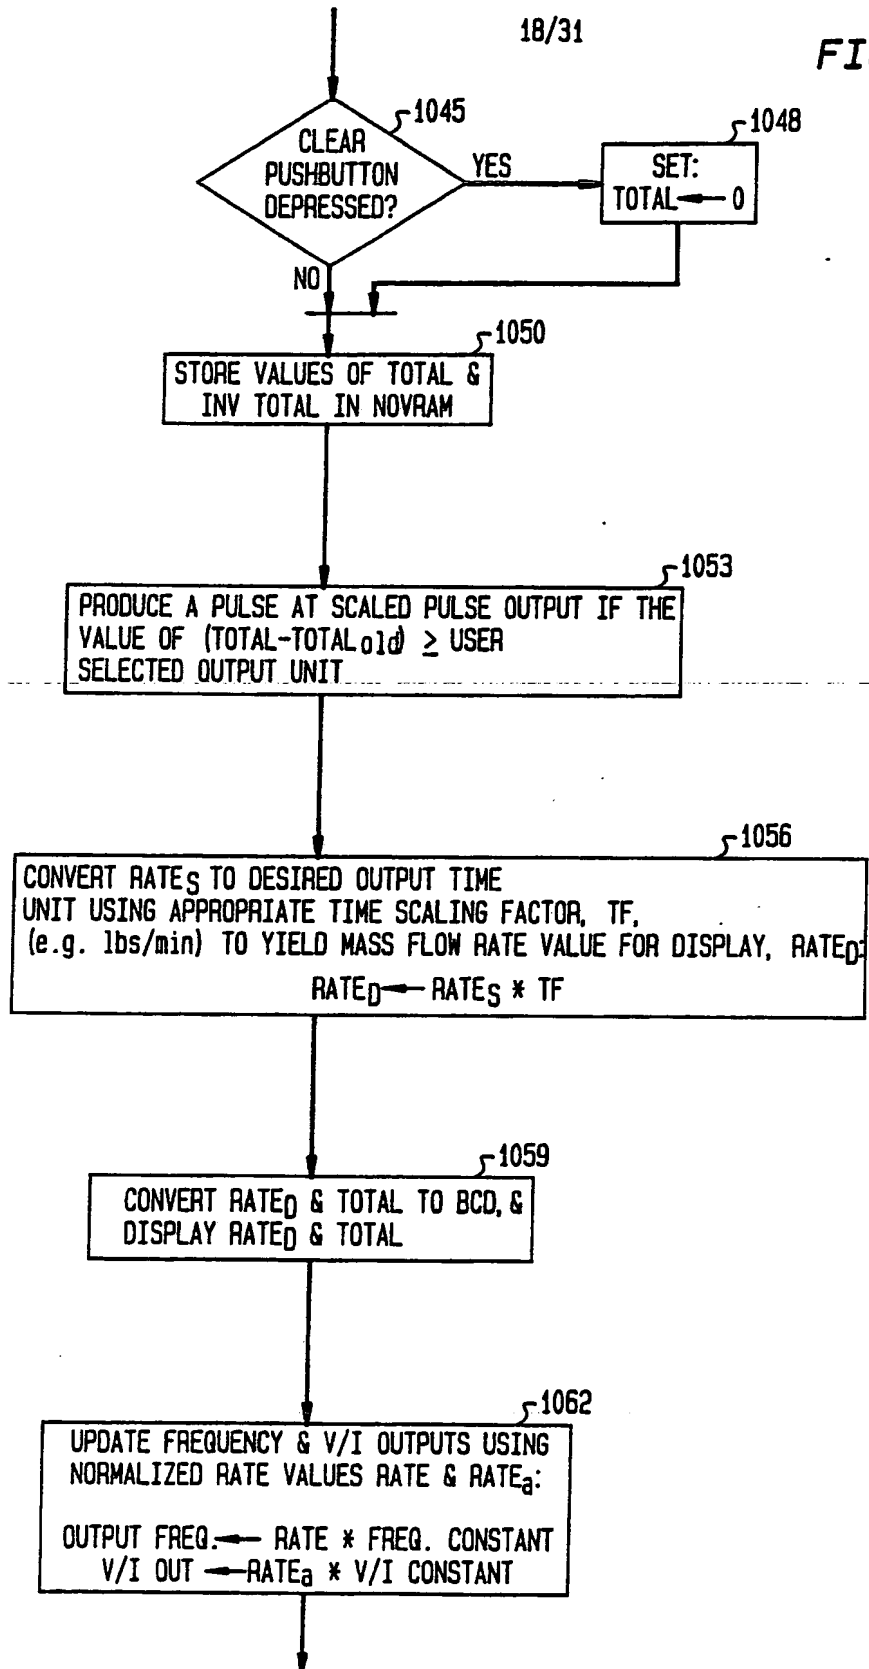 18/31
FI
1045
CLEAR
PUSHBUTTON
DEPRESSED?
YES
1048
SET:
TOTAL ← 0
NO
1050
STORE VALUES OF TOTAL &
INV TOTAL IN NOVRAM
1053
PRODUCE A PULSE AT SCALED PULSE OUTPUT IF THE
VALUE OF (TOTAL-TOTALold) ≥ USER
SELECTED OUTPUT UNIT
1056
CONVERT RATES TO DESIRED OUTPUT TIME
UNIT USING APPROPRIATE TIME SCALING FACTOR, TF,
(e.g. lbs/min) TO YIELD MASS FLOW RATE VALUE FOR DISPLAY, RATED:
RATED ← RATES * TF
1059
CONVERT RATED & TOTAL TO BCD, &
DISPLAY RATED & TOTAL
1062
UPDATE FREQUENCY & V/I OUTPUTS USING
NORMALIZED RATE VALUES RATE & RATEa:
OUTPUT FREQ. ← RATE * FREQ. CONSTANT
V/I OUT ← RATEa * V/I CONSTANT